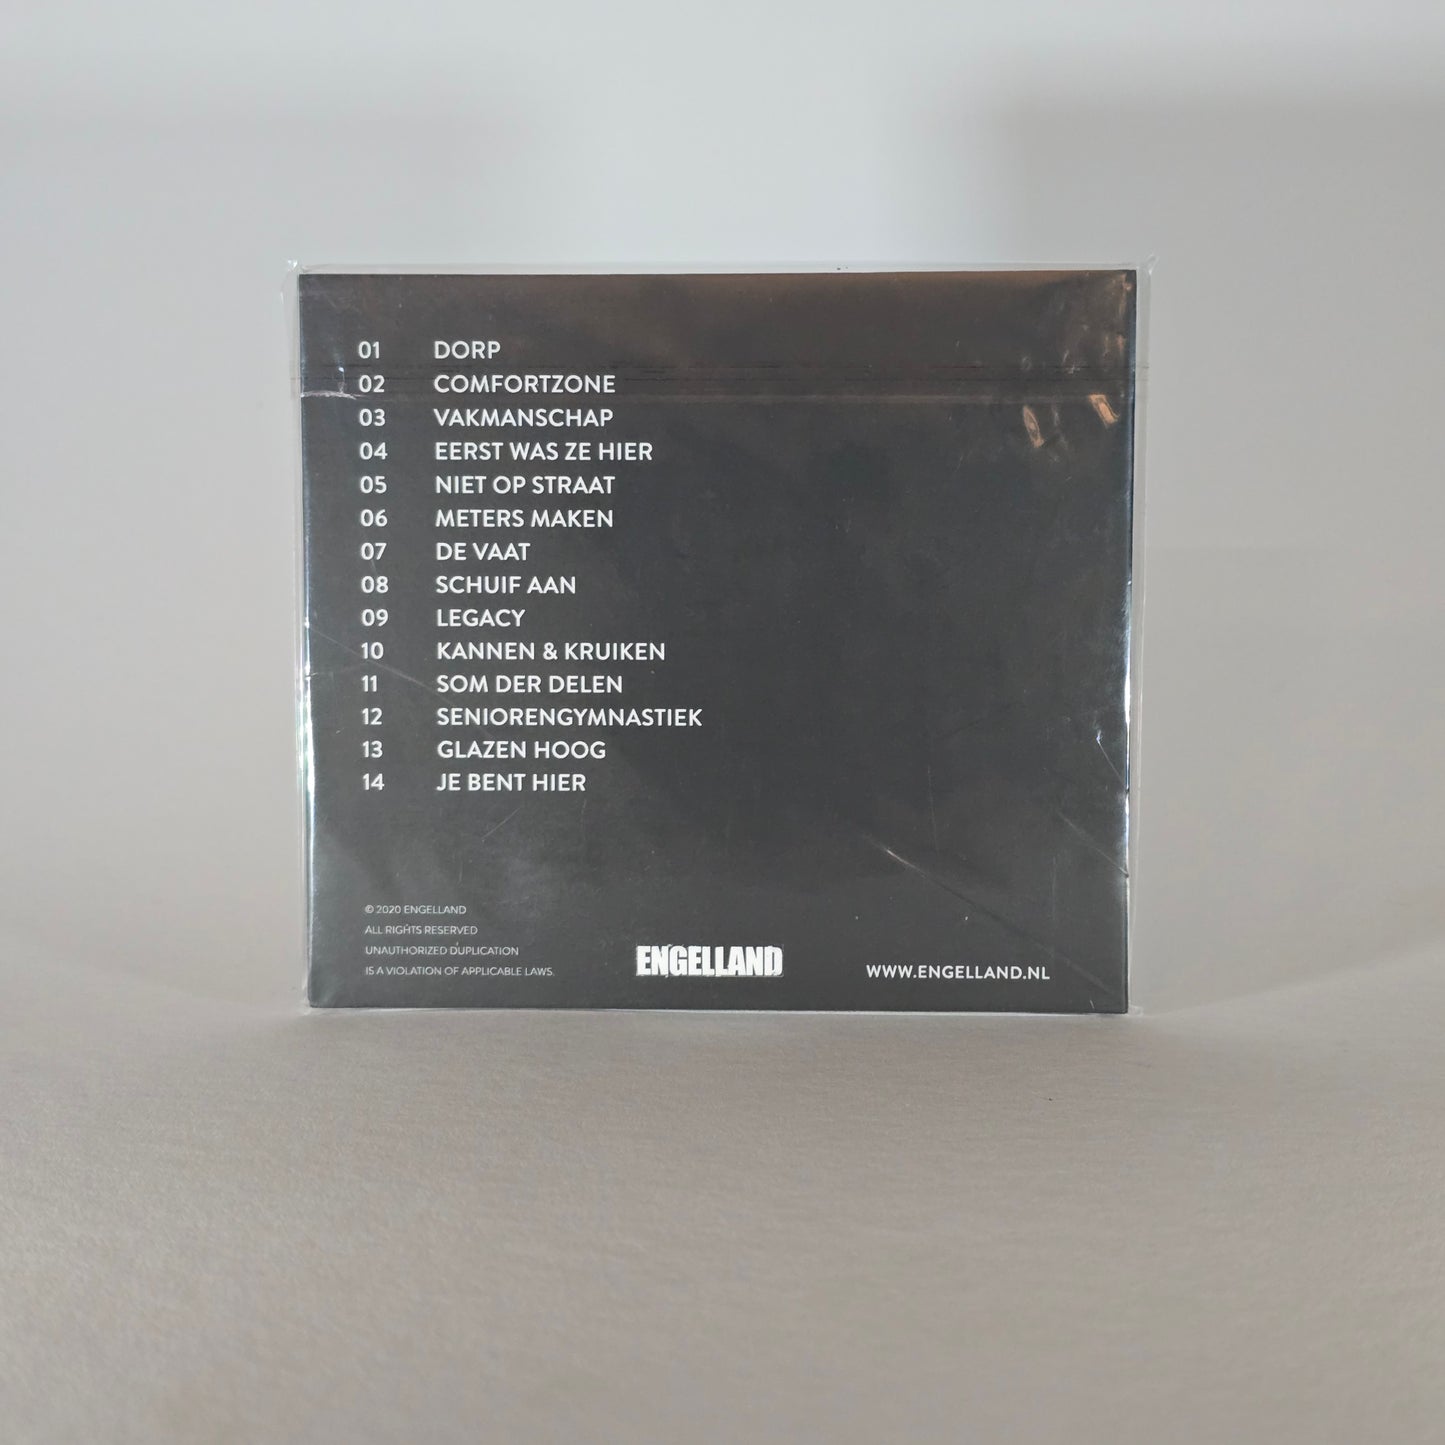 01 DORP
02 COMFORTZONE
03 VAKMANSCHAP
04 EERST WAS ZE HIER
05 NIET OP STRAAT
06 METERS MAKEN
07 DE VAAT
08 SCHUIF AAN
09 LEGACY
10 KANNEN & KRUIKEN
11 SOM DER DELEN
12 SENIORENGYMNASTIEK
13 GLAZEN HOOG
14 JE BENT HIER
© 2020 ENGELLAND
ALL RIGHTS RESERVED
UNAUTHORIZED DUPLICATION
IS A VIOLATION OF APPLICABLE LAWS.
ENGELLAND
WWW.ENGELLAND.NL